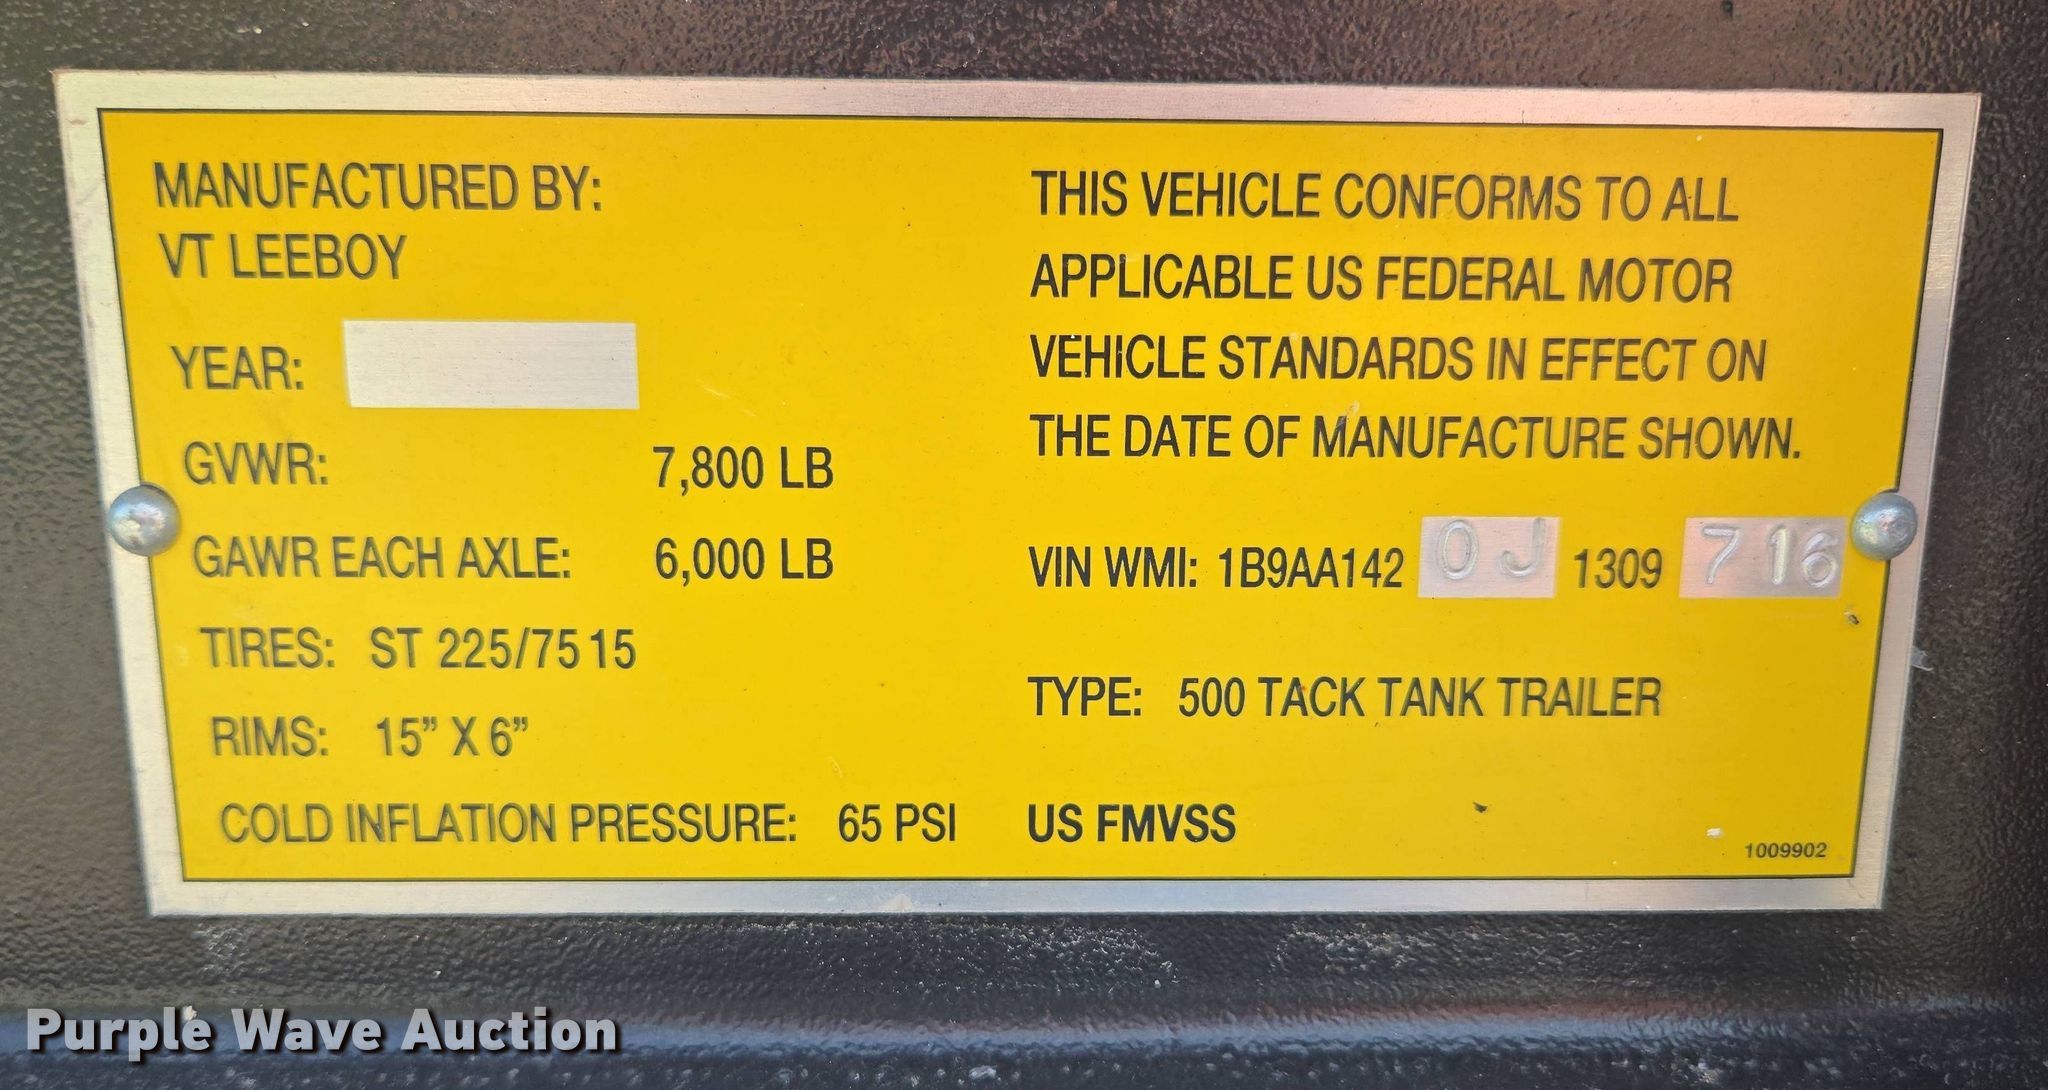 MANUFACTURED BY:
VT LEEBOY
YEAR:
GVWR: 7,800 LB
GAWR EACH AXLE: 6,000 LB
TIRES: ST 225/75 15
RIMS: 15” X 6”
COLD INFLATION PRESSURE: 65 PSI
THIS VEHICLE CONFORMS TO ALL
APPLICABLE US FEDERAL MOTOR
VEHICLE STANDARDS IN EFFECT ON
THE DATE OF MANUFACTURE SHOWN.
VIN WMI: 1B9AA142 0J 1309 716
TYPE: 500 TACK TANK TRAILER
US FMVSS
1009902
Purple Wave Auction